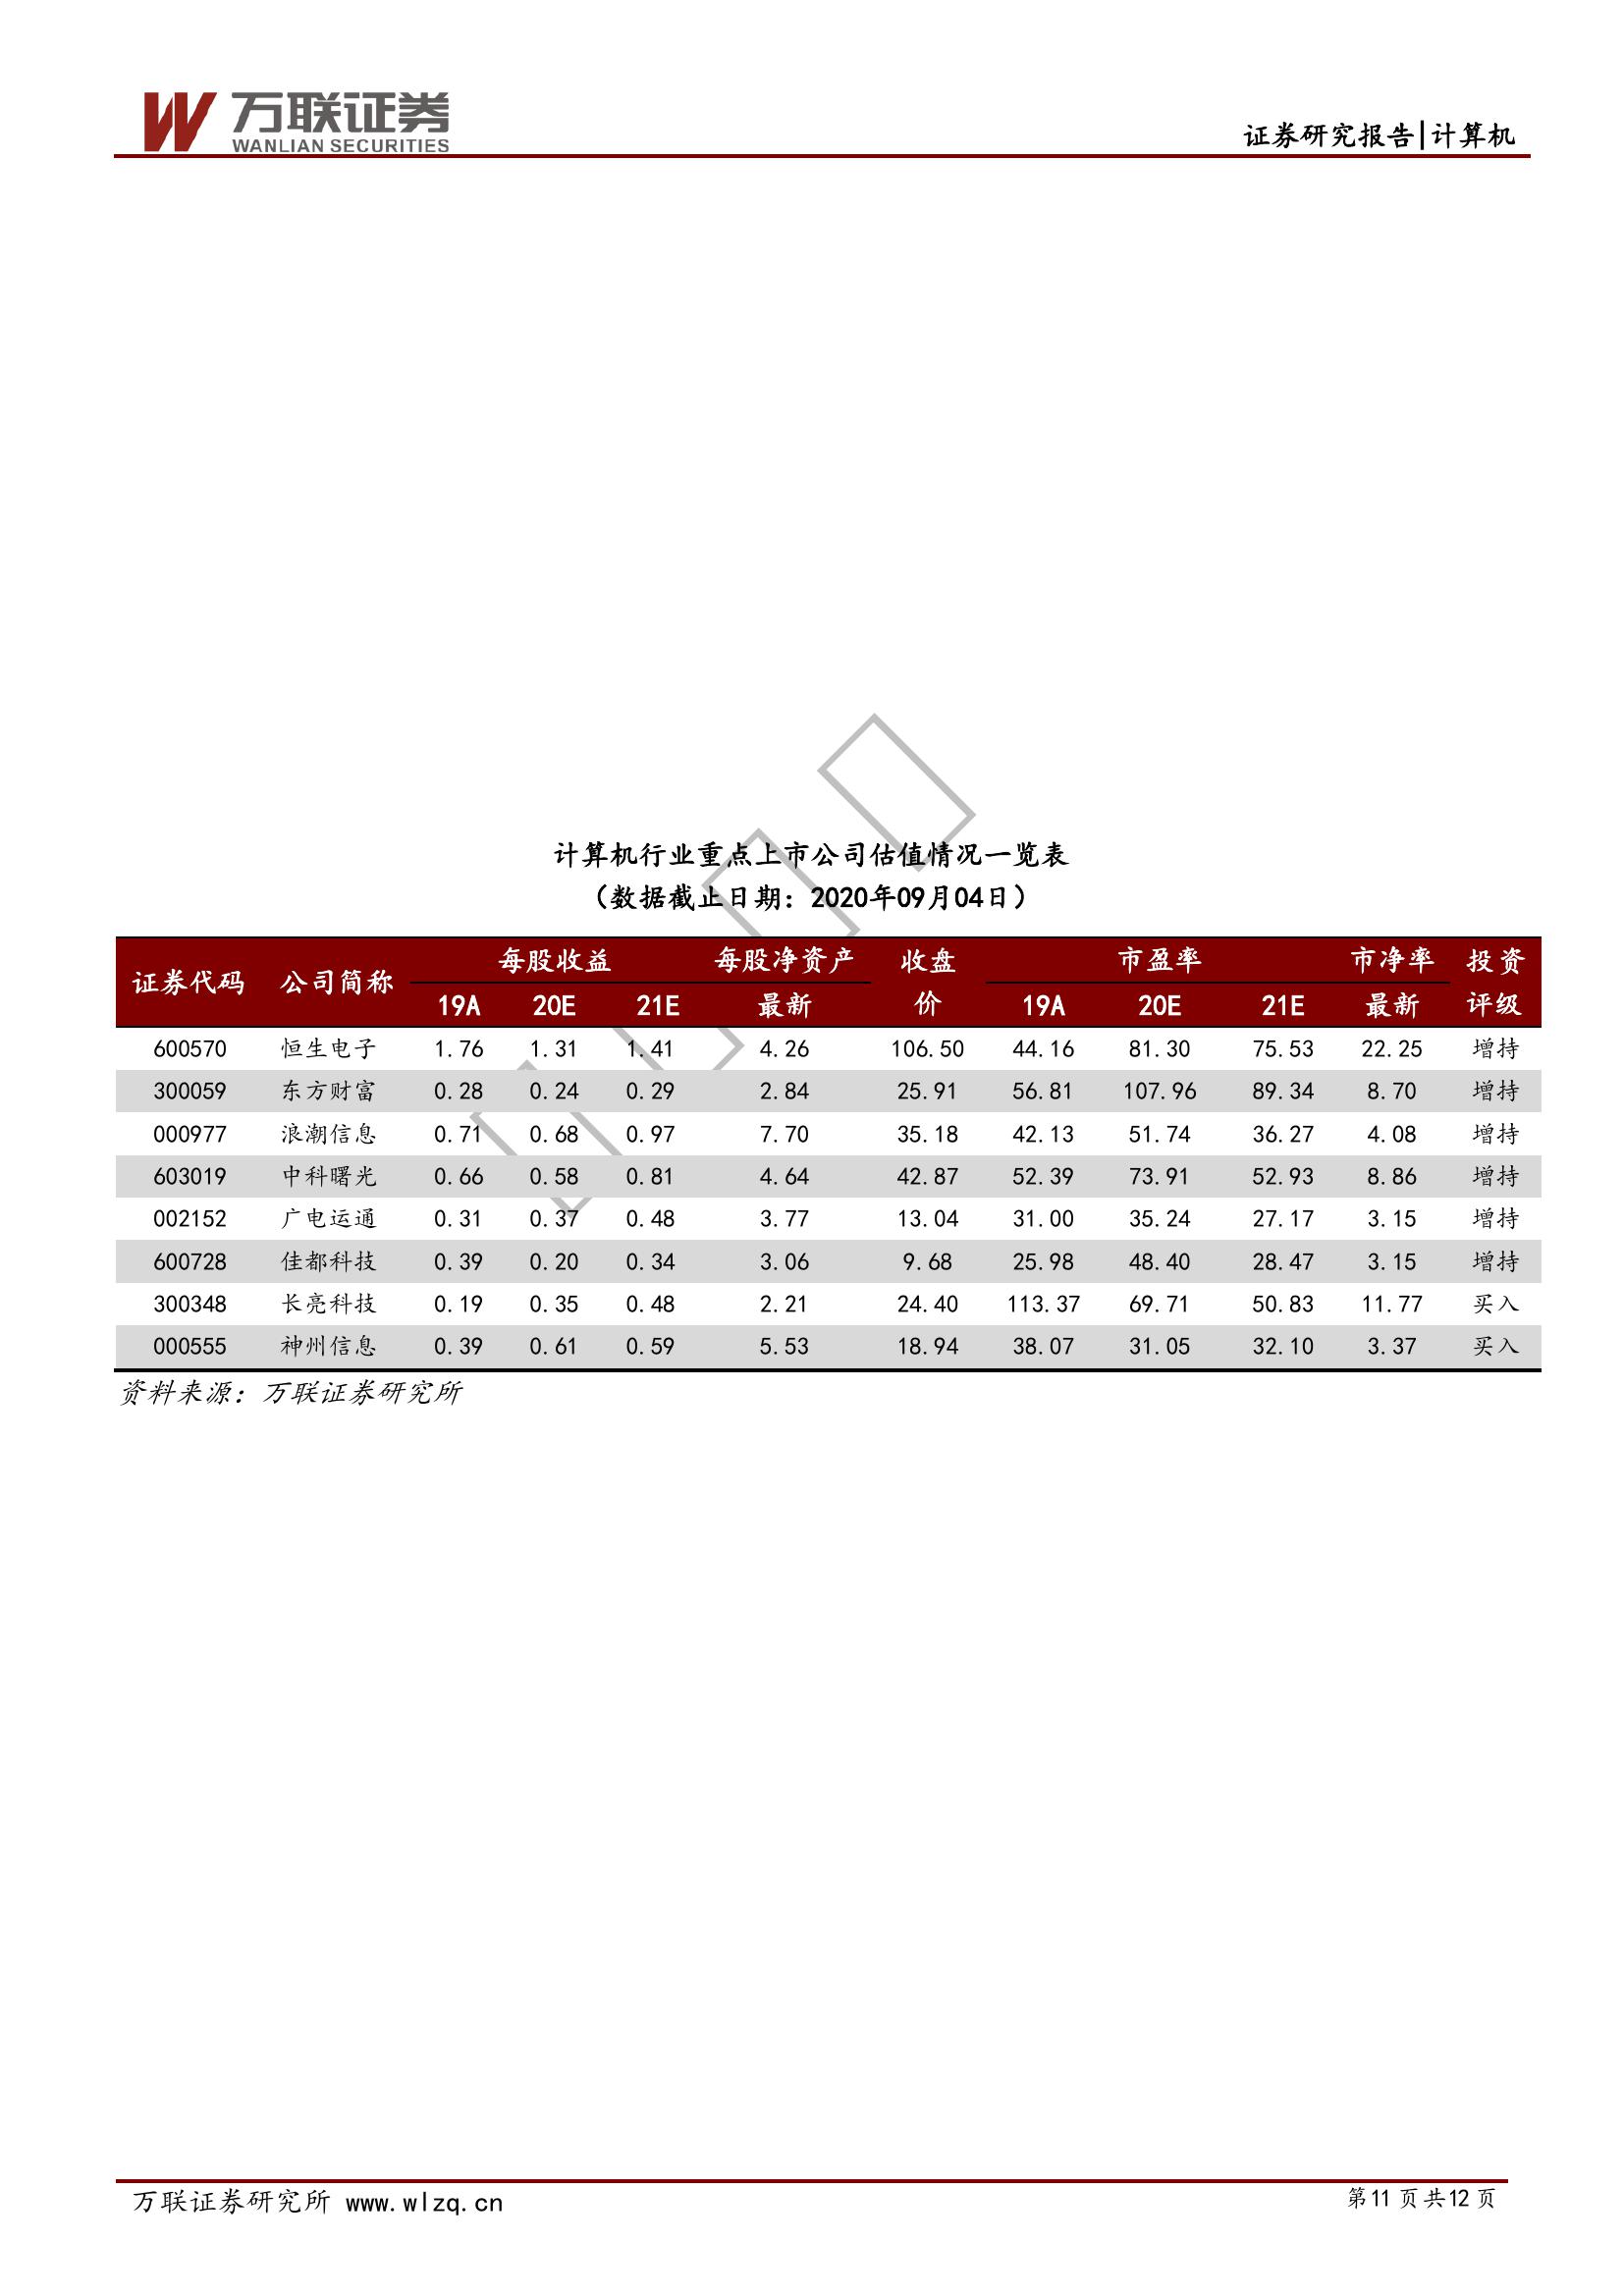 万联证券
WANLIAN SECURITIES
证券研究报告|计算机
计算机行业重点上市公司估值情况一览表
（数据截止日期：2020年09月04日）
证券代码 公司简称 每股收益 每股净资产 收盘价 市盈率 市净率 投资评级
19A 20E 21E 最新 19A 20E 21E 最新
600570 恒生电子 1.76 1.31 1.41 4.26 106.50 44.16 81.30 75.53 22.25 增持
300059 东方财富 0.28 0.24 0.29 2.84 25.91 56.81 107.96 89.34 8.70 增持
000977 浪潮信息 0.71 0.68 0.97 7.70 35.18 42.13 51.74 36.27 4.08 增持
603019 中科曙光 0.66 0.58 0.81 4.64 42.87 52.39 73.91 52.93 8.86 增持
002152 广电运通 0.31 0.37 0.48 3.77 13.04 31.00 35.24 27.17 3.15 增持
600728 佳都科技 0.39 0.20 0.34 3.06 9.68 25.98 48.40 28.47 3.15 增持
300348 长亮科技 0.19 0.35 0.48 2.21 24.40 113.37 69.71 50.83 11.77 买入
000555 神州信息 0.39 0.61 0.59 5.53 18.94 38.07 31.05 32.10 3.37 买入
资料来源：万联证券研究所
万联证券研究所 www.wlzq.cn
第11页共12页